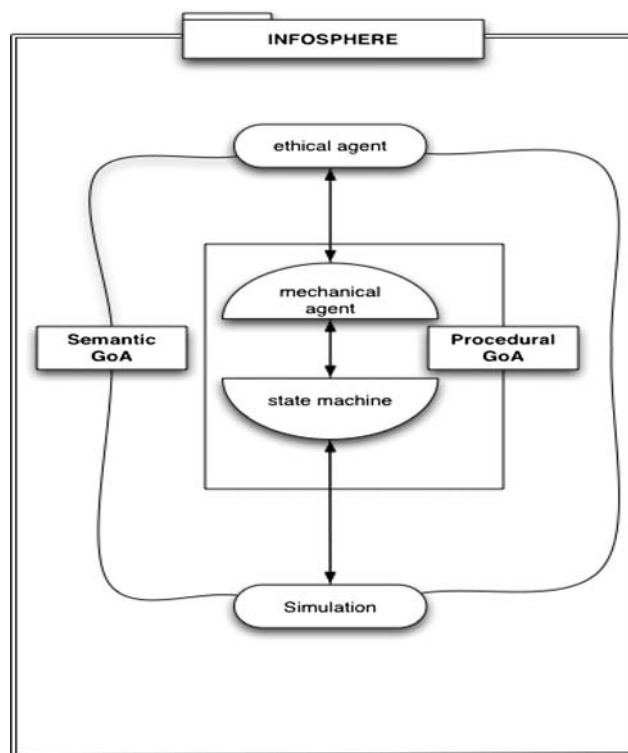 INFOSPHERE
ethical agent
mechanical
agent
Semantic
GoA
Procedural
GoA
state machine
Simulation